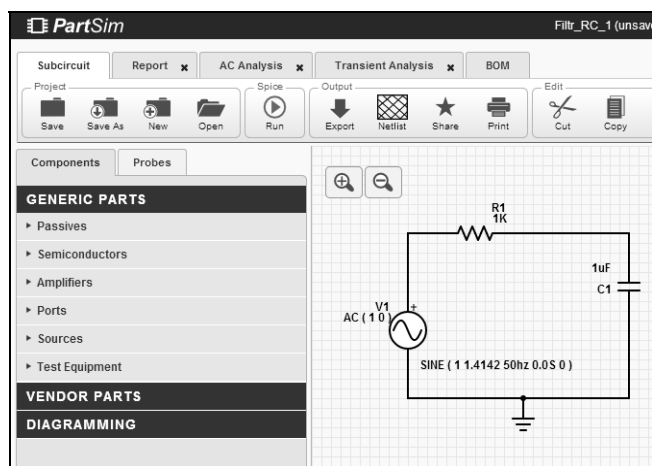 PartSim
Filtr_RC_1 (unsave
Subcircuit Report x AC Analysis x Transient Analysis x BOM
Project Spice Output Edit
Save Save As New Open Run Export Netlist Share Print Cut Copy
Components Probes
GENERIC PARTS
Passives
Semiconductors
Amplifiers
Ports
Sources
Test Equipment
VENDOR PARTS
DIAGRAMMING
R1
1K
1uF
C1
V1
AC ( 1 0 )
+
SINE ( 1 1.4142 50hz 0.0S 0 )